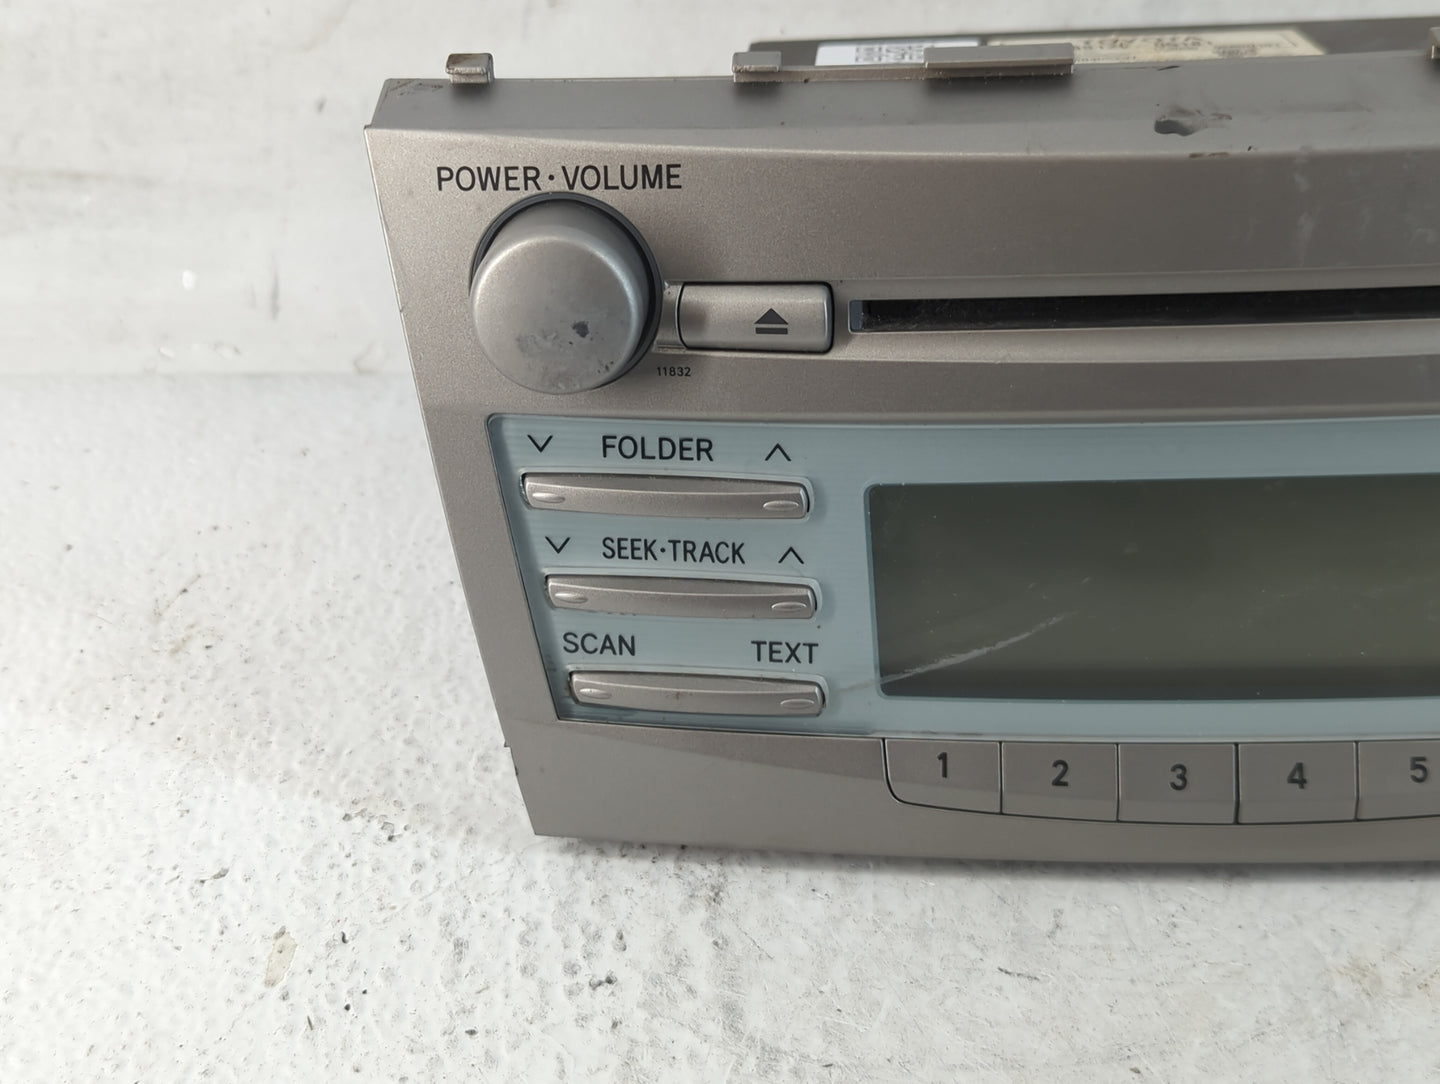 POWER · VOLUME
11832
FOLDER
SEEK·TRACK
SCAN TEXT
1 2 3 4 5